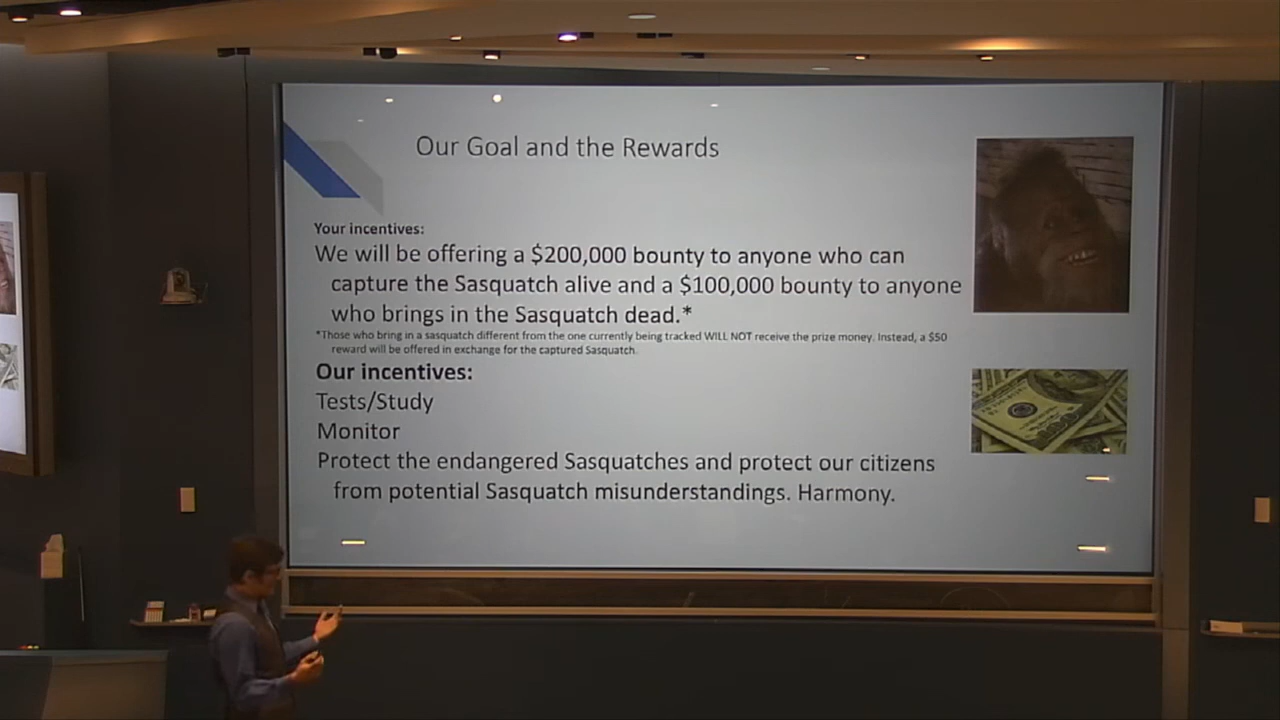 Our Goal and the Rewards
Your incentives:
We will be offering a $200,000 bounty to anyone who can
capture the Sasquatch alive and a $100,000 bounty to anyone
who brings in the Sasquatch dead.*
*Those who bring in a sasquatch different from the one currently being tracked WILL NOT receive the prize money. Instead, a $50
reward will be offered in exchange for the captured Sasquatch.
Our incentives:
Tests/Study
Monitor
Protect the endangered Sasquatches and protect our citizens
from potential Sasquatch misunderstandings. Harmony.